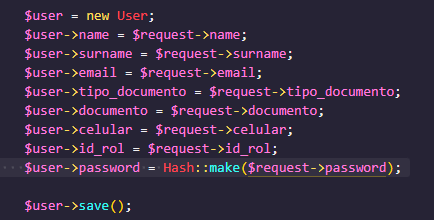 $user = new User;
$user->name = $request->name;
$user->surname = $request->surname;
$user->email = $request->email;
$user->tipo_documento = $request->tipo_documento;
$user->documento = $request->documento;
$user->celular = $request->celular;
$user->id_rol = $request->id_rol;
$user->password = Hash::make($request->password);
$user->save();